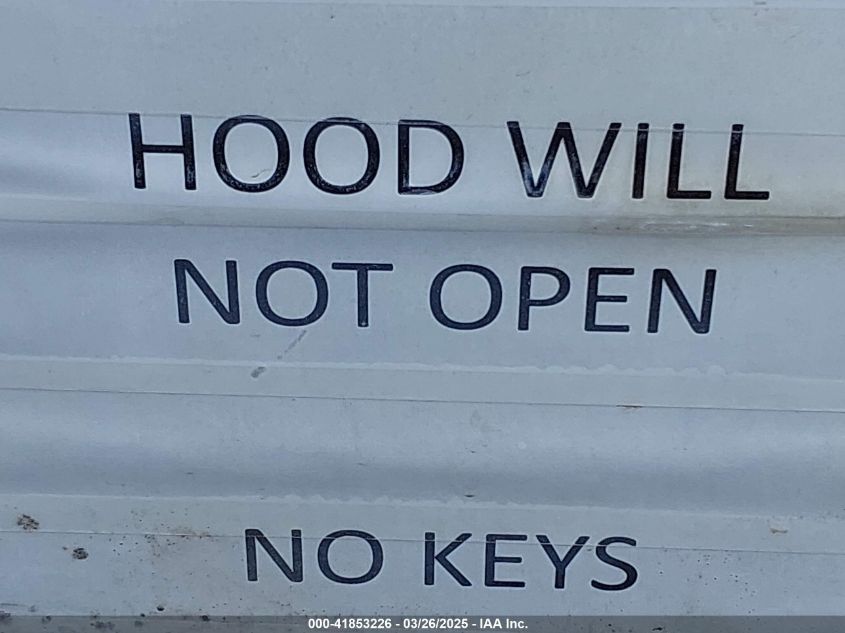 HOOD WILL
NOT OPEN
NO KEYS
000-41853226 - 03/26/2025 - IAA Inc.